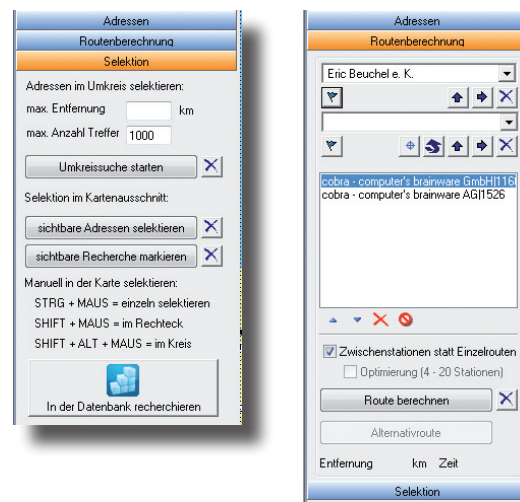 Adressen
Routenberechnung
Selektion
Adressen im Umkreis selektieren:
max. Entfernung km
max. Anzahl Treffer 1000
Umkreissuche starten
Selektion im Kartenausschnitt:
sichtbare Adressen selektieren
sichtbare Recherche markieren
Manuell in der Karte selektieren:
STRG + MAUS = einzeln selektieren
SHIFT + MAUS = im Rechteck
SHIFT + ALT + MAUS = im Kreis
In der Datenbank recherchieren
Adressen
Routenberechnung
Eric Beuchel e. K.
cobra - computer's brainware GmbH|116
cobra - computer's brainware AG|1526
Zwischenstationen statt Einzelrouten
Optimierung (4 - 20 Stationen)
Route berechnen
Alternativroute
Entfernung km Zeit
Selektion